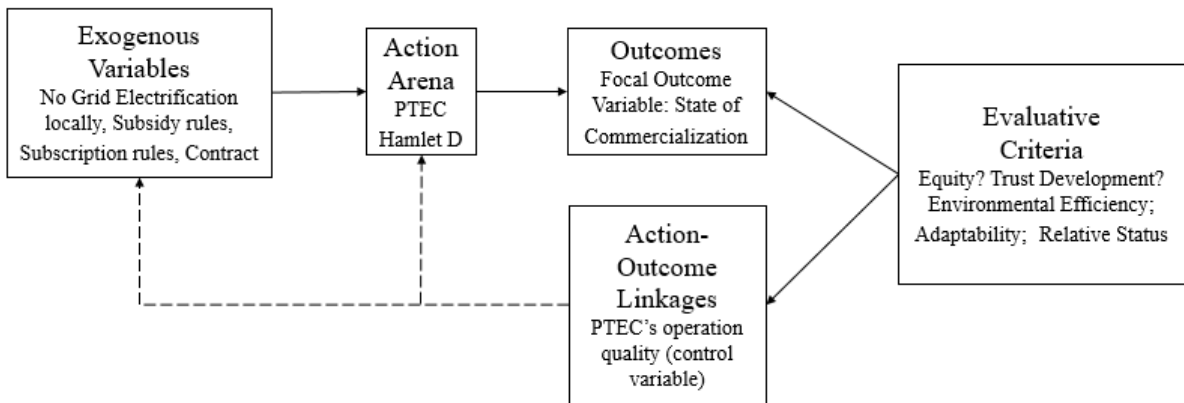 Exogenous
Variables
No Grid Electrification
locally, Subsidy rules,
Subscription rules, Contract
Action
Arena
PTEC
Hamlet D
Outcomes
Focal Outcome
Variable: State of
Commercialization
Evaluative
Criteria
Equity? Trust Development?
Environmental Efficiency;
Adaptability; Relative Status
Action-
Outcome
Linkages
PTEC’s operation
quality (control
variable)